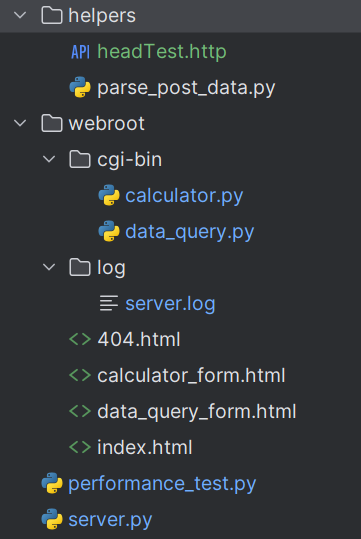 helpers
API headTest.http
parse_post_data.py
webroot
cgi-bin
calculator.py
data_query.py
log
server.log
<> 404.html
<> calculator_form.html
<> data_query_form.html
<> index.html
performance_test.py
server.py